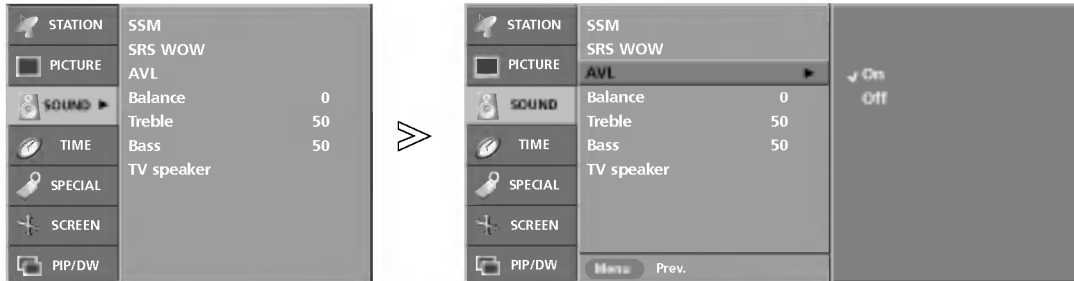 STATION
PICTURE
SOUND
TIME
SPECIAL
SCREEN
PIP/DW
SSM
SRS WOW
AVL
Balance 0
Treble 50
Bass 50
TV speaker
STATION
PICTURE
SOUND
TIME
SPECIAL
SCREEN
PIP/DW
SSM
SRS WOW
AVL
Balance 0
Treble 50
Bass 50
TV speaker
Menu Prev.
On
Off